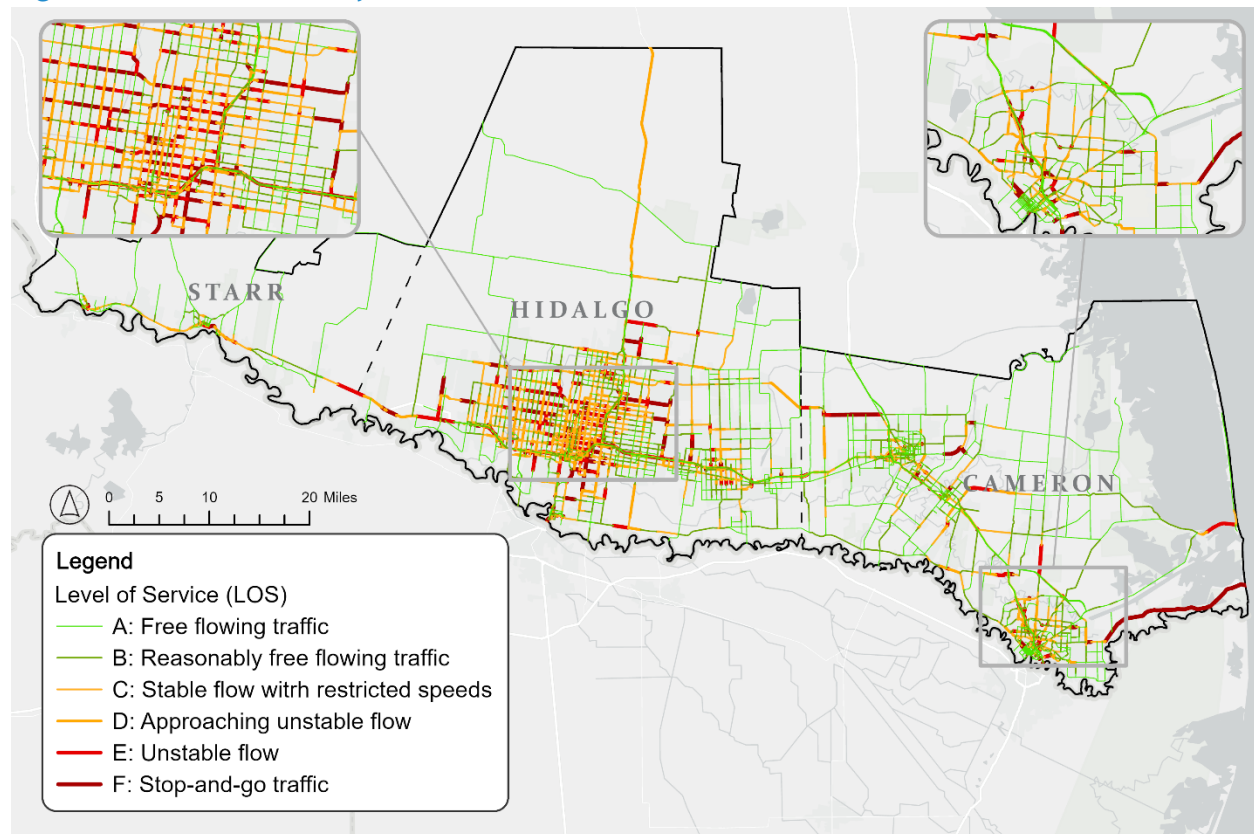 STARR
HIDALGO
CAMERON
0 5 10 20 Miles
Legend
Level of Service (LOS)
A: Free flowing traffic
B: Reasonably free flowing traffic
C: Stable flow witrh restricted speeds
D: Approaching unstable flow
E: Unstable flow
F: Stop-and-go traffic